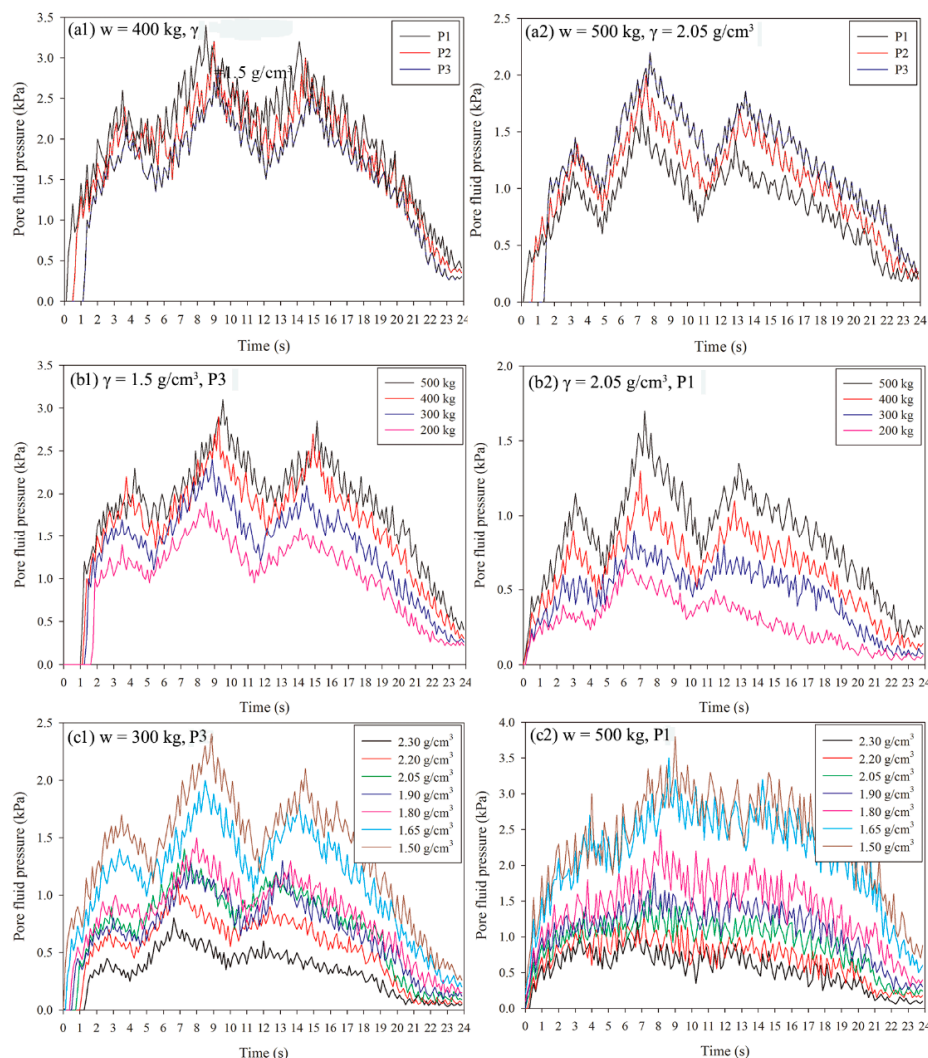 (a1) w = 400 kg, γ
=1.5 g/cm³
P1
P2
P3
Pore fluid pressure (kPa)
3.5
3.0
2.5
2.0
1.5
1.0
0.5
0.0
0 1 2 3 4 5 6 7 8 9 10 11 12 13 14 15 16 17 18 19 20 21 22 23 24
Time (s)
(a2) w = 500 kg, γ = 2.05 g/cm³
P1
P2
P3
Pore fluid pressure (kPa)
2.5
2.0
1.5
1.0
0.5
0.0
0 1 2 3 4 5 6 7 8 9 10 11 12 13 14 15 16 17 18 19 20 21 22 23 24
Time (s)
(b1) γ = 1.5 g/cm³, P3
500 kg
400 kg
300 kg
200 kg
Pore fluid pressure (kPa)
3.5
3.0
2.5
2.0
1.5
1.0
0.5
0.0
0 1 2 3 4 5 6 7 8 9 10 11 12 13 14 15 16 17 18 19 20 21 22 23 24
Time (s)
(b2) γ = 2.05 g/cm³, P1
500 kg
400 kg
300 kg
200 kg
Pore fluid pressure (kPa)
2.0
1.5
1.0
0.5
0.0
0 1 2 3 4 5 6 7 8 9 10 11 12 13 14 15 16 17 18 19 20 21 22 23 24
Time (s)
(c1) w = 300 kg, P3
2.30 g/cm³
2.20 g/cm³
2.05 g/cm³
1.90 g/cm³
1.80 g/cm³
1.65 g/cm³
1.50 g/cm³
Pore fluid pressure (kPa)
2.5
2.0
1.5
1.0
0.5
0.0
0 1 2 3 4 5 6 7 8 9 10 11 12 13 14 15 16 17 18 19 20 21 22 23 24
Time (s)
(c2) w = 500 kg, P1
2.30 g/cm³
2.20 g/cm³
2.05 g/cm³
1.90 g/cm³
1.80 g/cm³
1.65 g/cm³
1.50 g/cm³
Pore fluid pressure (kPa)
4.0
3.5
3.0
2.5
2.0
1.5
1.0
0.5
0.0
0 1 2 3 4 5 6 7 8 9 10 11 12 13 14 15 16 17 18 19 20 21 22 23 24
Time (s)